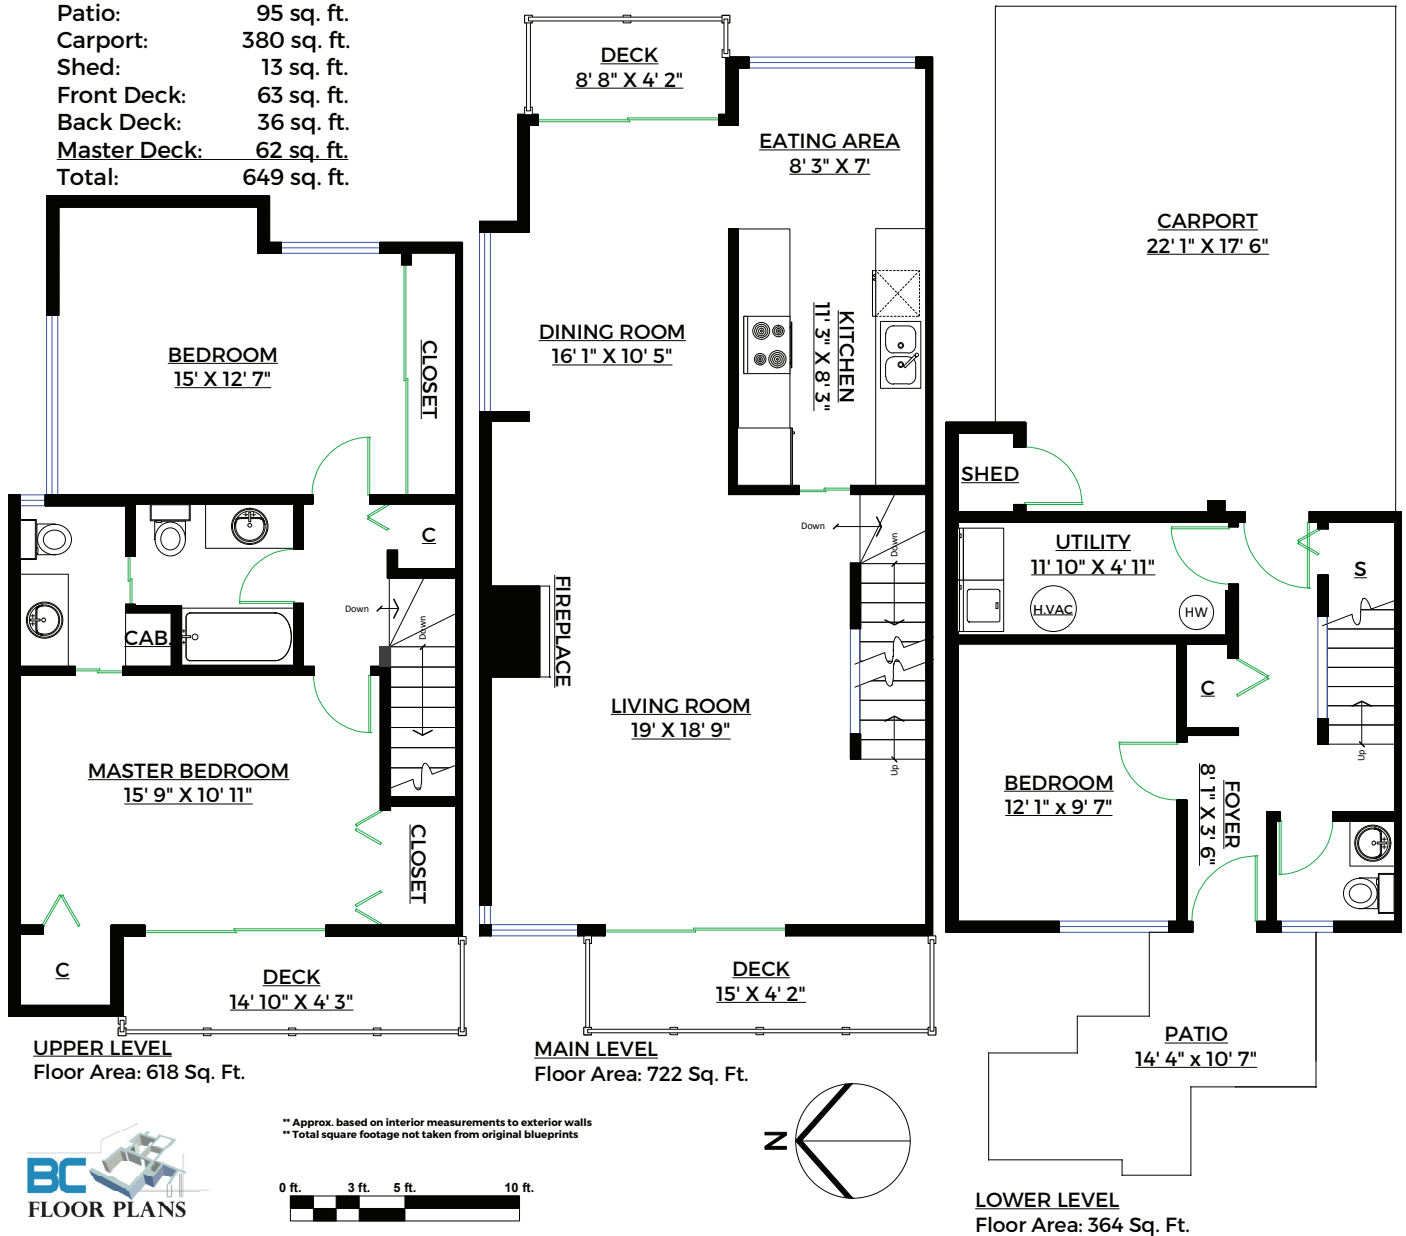 Patio: 95 sq. ft.
Carport: 380 sq. ft.
Shed: 13 sq. ft.
Front Deck: 63 sq. ft.
Back Deck: 36 sq. ft.
Master Deck: 62 sq. ft.
Total: 649 sq. ft.
BEDROOM
15' X 12' 7"
CLOSET
C
CAB.
Down
Down
MASTER BEDROOM
15' 9" X 10' 11"
CLOSET
C
DECK
14' 10" X 4' 3"
UPPER LEVEL
Floor Area: 618 Sq. Ft.
DECK
8' 8" X 4' 2"
EATING AREA
8' 3" X 7'
DINING ROOM
16' 1" X 10' 5"
KITCHEN
11' 3" X 8' 3"
Down
Down
FIREPLACE
LIVING ROOM
19' X 18' 9"
Up
DECK
15' X 4' 2"
MAIN LEVEL
Floor Area: 722 Sq. Ft.
CARPORT
22' 1" X 17' 6"
SHED
UTILITY
11' 10" X 4' 11"
H.VAC
HW
S
C
Up
BEDROOM
12' 1" x 9' 7"
FOYER
8' 1" X 3' 6"
PATIO
14' 4" x 10' 7"
LOWER LEVEL
Floor Area: 364 Sq. Ft.
** Approx. based on interior measurements to exterior walls
** Total square footage not taken from original blueprints
0 ft. 3 ft. 5 ft. 10 ft.
N
BC
FLOOR PLANS